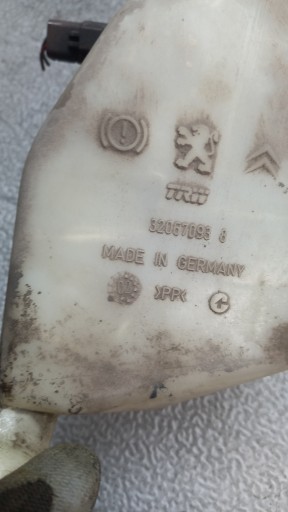 TRW
32067093 6
MADE IN GERMANY
>PP<